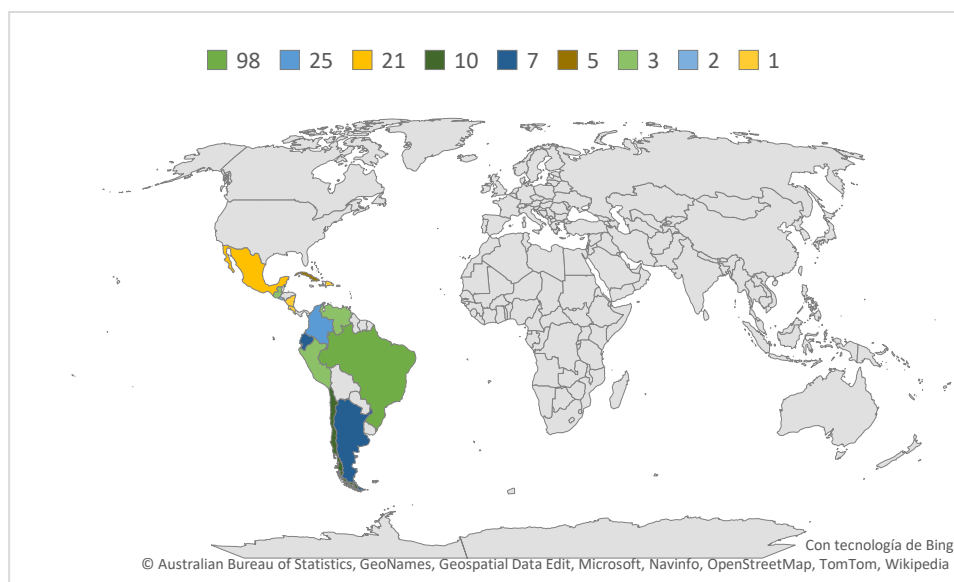 98 25 21 10 7 5 3 2 1
Con tecnología de Bing
© Australian Bureau of Statistics, GeoNames, Geospatial Data Edit, Microsoft, Navinfo, OpenStreetMap, TomTom, Wikipedia